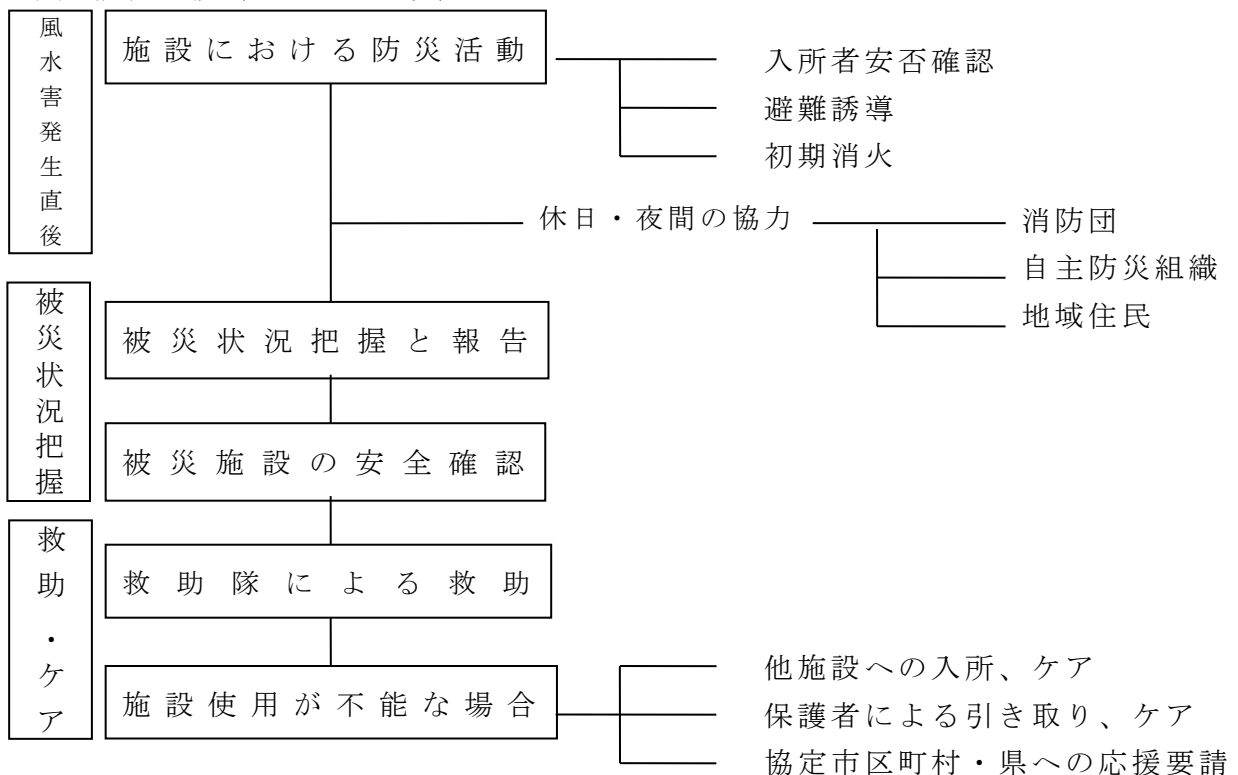 風水害発生直後
施設における防災活動
入所者安否確認
避難誘導
初期消火
休日・夜間の協力
消防団
自主防災組織
地域住民
被災状況把握
被災状況把握と報告
被災施設の安全確認
救助・ケア
救助隊による救助
施設使用が不能な場合
他施設への入所、ケア
保護者による引き取り、ケア
協定市区町村・県への応援要請